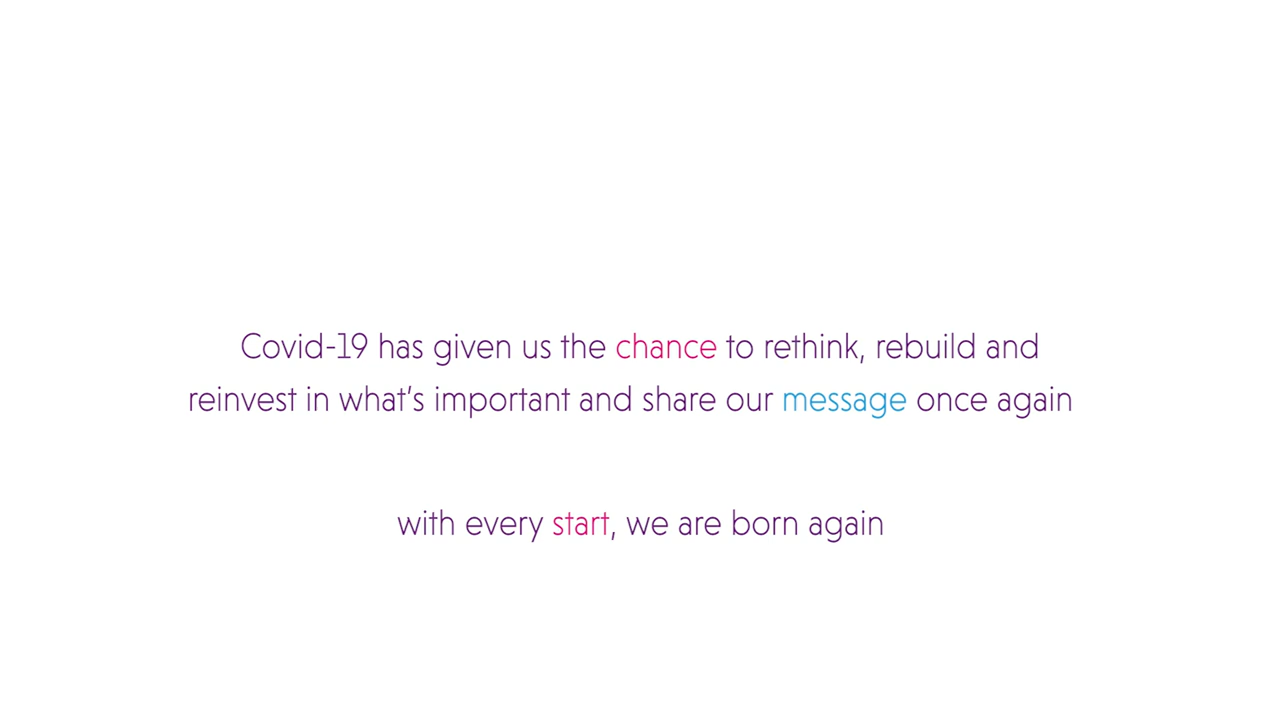 Covid-19 has given us the chance to rethink, rebuild and
reinvest in what's important and share our message once again
with every start, we are born again